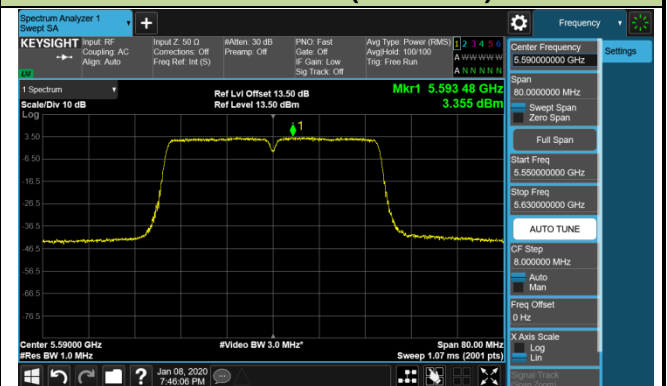 Spectrum Analyzer 1
Swept SA
Frequency
KEYSIGHT
Input: RF
Coupling: AC
Align: Auto
Input Z: 50 Ω
Corrections: Off
Freq Ref: Int (S)
#Atten: 30 dB
Preamp: Off
PNO: Fast
Gate: Off
IF Gain: Low
Sig Track: Off
Avg Type: Power (RMS)
Avg|Hold: 100/100
Trig: Free Run
1 2 3 4 5 6
A W W W W W
A N N N N N
LM
Center Frequency
5.590000000 GHz
Settings
Span
80.0000000 MHz
Swept Span
Zero Span
Full Span
Start Freq
5.550000000 GHz
Stop Freq
5.630000000 GHz
AUTO TUNE
CF Step
8.000000 MHz
Auto
Man
Freq Offset
0 Hz
X Axis Scale
Log
Lin
Signal Track
(Span Zoom)
1 Spectrum
Scale/Div 10 dB
Log
Ref Lvl Offset 13.50 dB
Ref Level 13.50 dBm
Mkr1 5.593 48 GHz
3.355 dBm
1
3.50
-6.50
-16.5
-26.5
-36.5
-46.5
-56.5
-66.5
-76.5
Center 5.59000 GHz
#Res BW 1.0 MHz
#Video BW 3.0 MHz*
Span 80.00 MHz
Sweep 1.07 ms (2001 pts)
Jan 08, 2020
7:46:06 PM